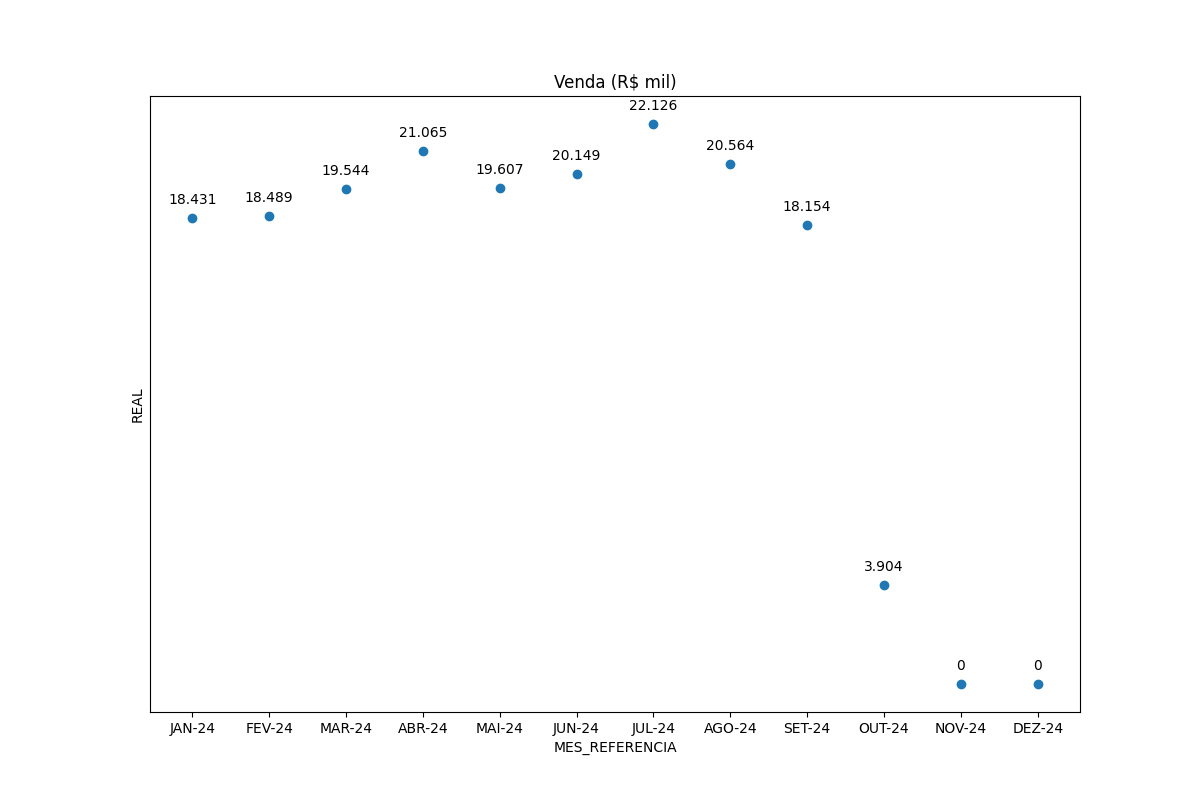 Venda (R$ mil)
22.126
21.065
20.564
20.149
19.544
19.607
18.431
18.489
18.154
3.904
0
0
REAL
JAN-24
FEV-24
MAR-24
ABR-24
MAI-24
JUN-24
JUL-24
AGO-24
SET-24
OUT-24
NOV-24
DEZ-24
MES_REFERENCIA